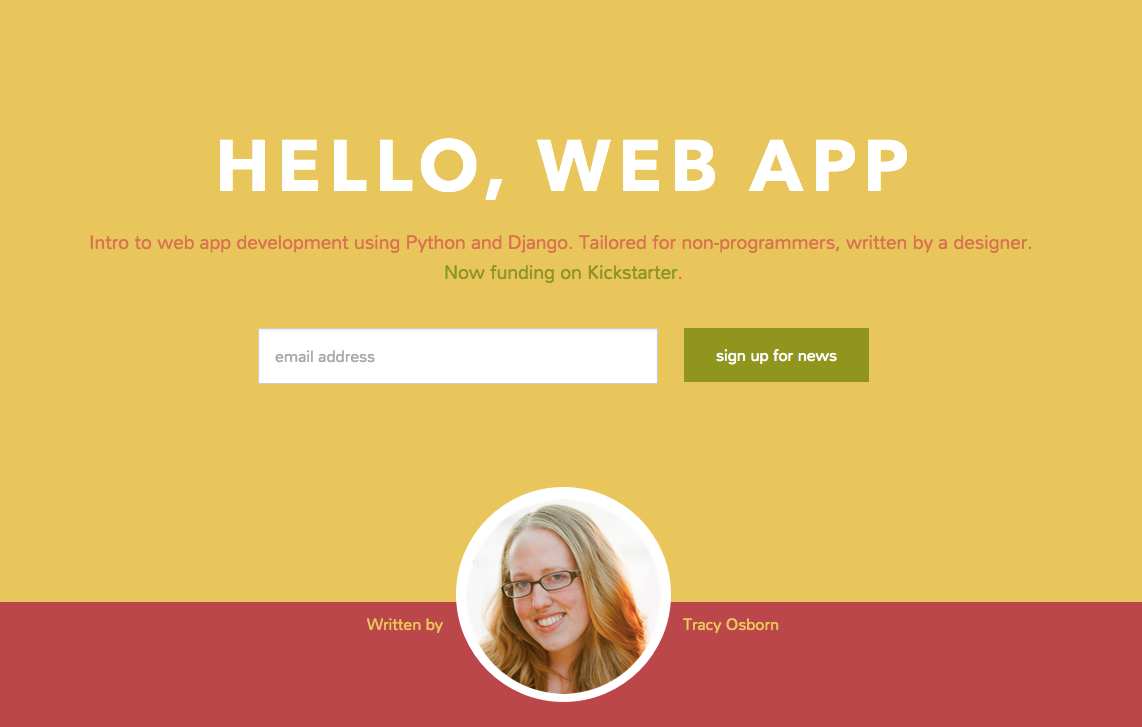 HELLO, WEB APP
Intro to web app development using Python and Django. Tailored for non-programmers, written by a designer.
Now funding on Kickstarter.
email address
sign up for news
Written by
Tracy Osborn